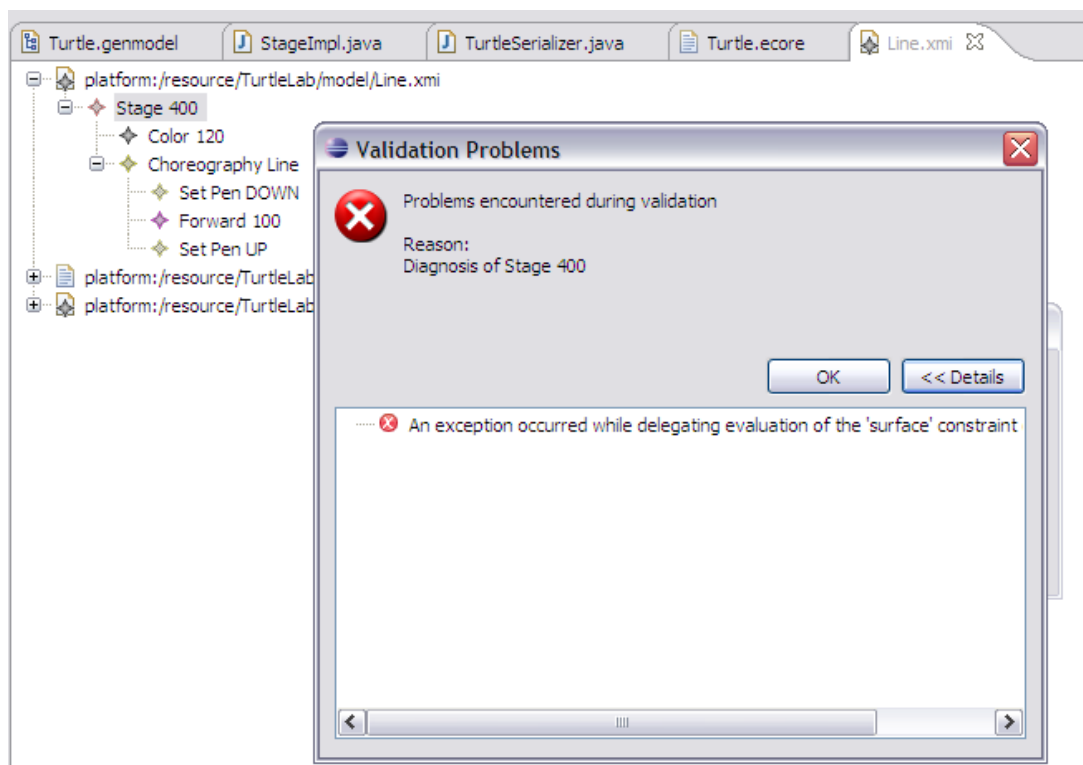 Turtle.genmodel
StageImpl.java
TurtleSerializer.java
Turtle.ecore
Line.xmi
platform:/resource/TurtleLab/model/Line.xmi
Stage 400
Color 120
Choreography Line
Set Pen DOWN
Forward 100
Set Pen UP
platform:/resource/TurtleLab
platform:/resource/TurtleLab
Validation Problems
Problems encountered during validation
Reason:
Diagnosis of Stage 400
OK
<< Details
An exception occurred while delegating evaluation of the 'surface' constraint